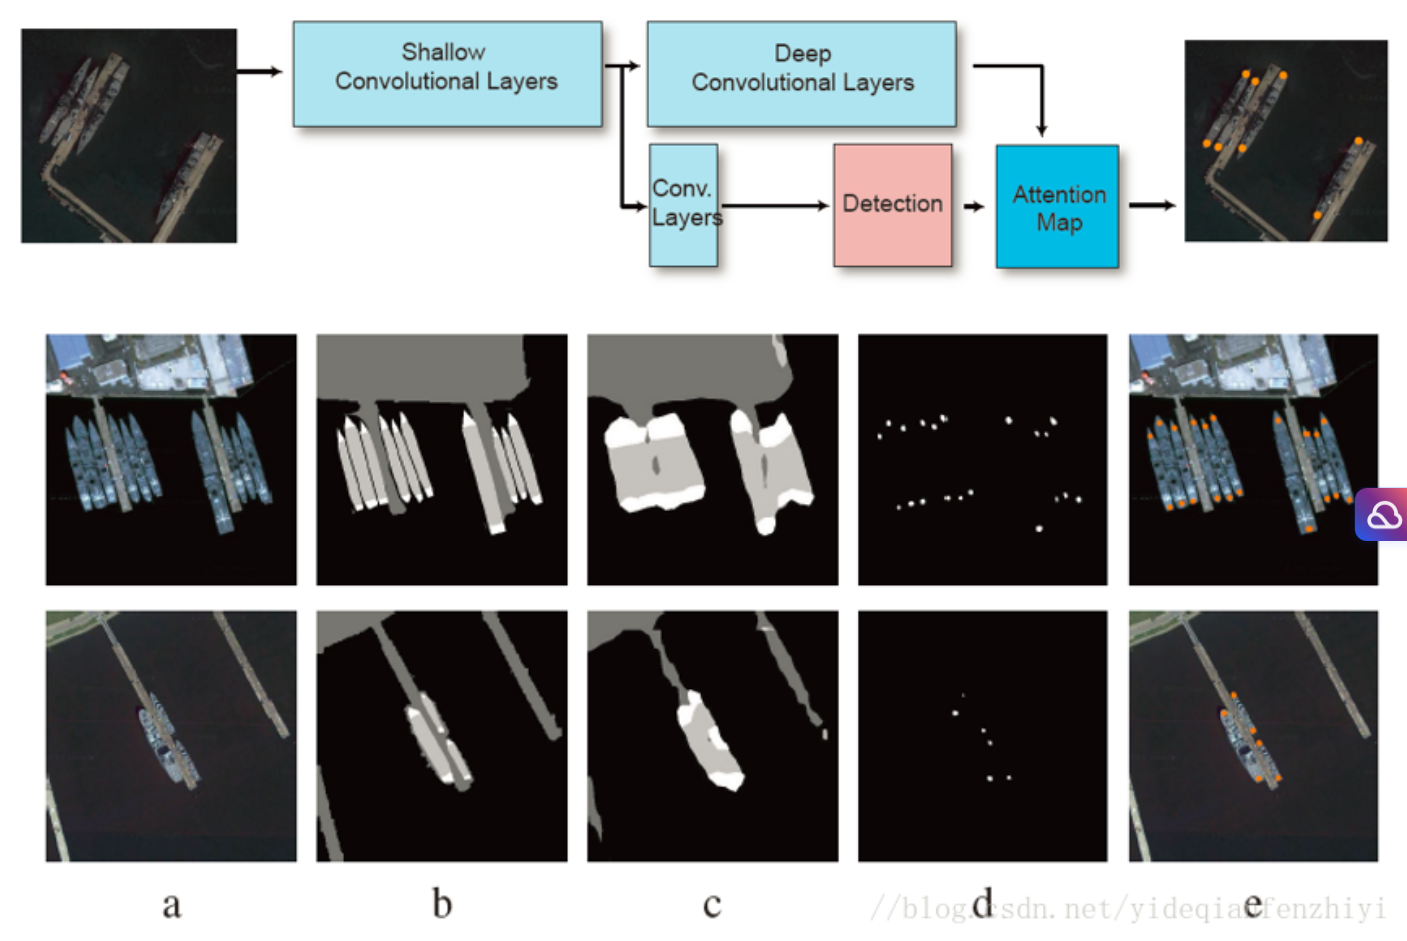 Shallow
Convolutional Layers
Deep
Convolutional Layers
Conv.
Layers
Detection
Attention
Map
a
b
c
d
e
//blog.csdn.net/yideqianfenzhiyi